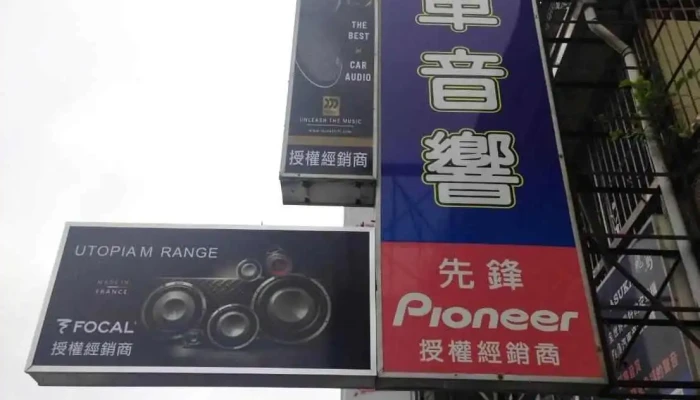 THE
BEST
OF
CAR
AUDIO
UNLEASH THE MUSIC
授權經銷商
車音響
先鋒
Pioneer
授權經銷商
UTOPIA M RANGE
MADE IN
FRANCE
FOCAL
授權經銷商